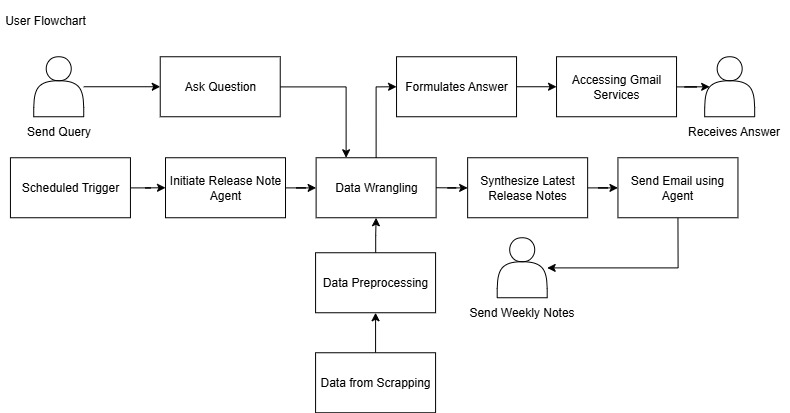 User Flowchart
Ask Question
Formulates Answer
Accessing Gmail
Services
Send Query
Receives Answer
Scheduled Trigger
Initiate Release Note
Agent
Data Wrangling
Synthesize Latest
Release Notes
Send Email using
Agent
Data Preprocessing
Send Weekly Notes
Data from Scrapping